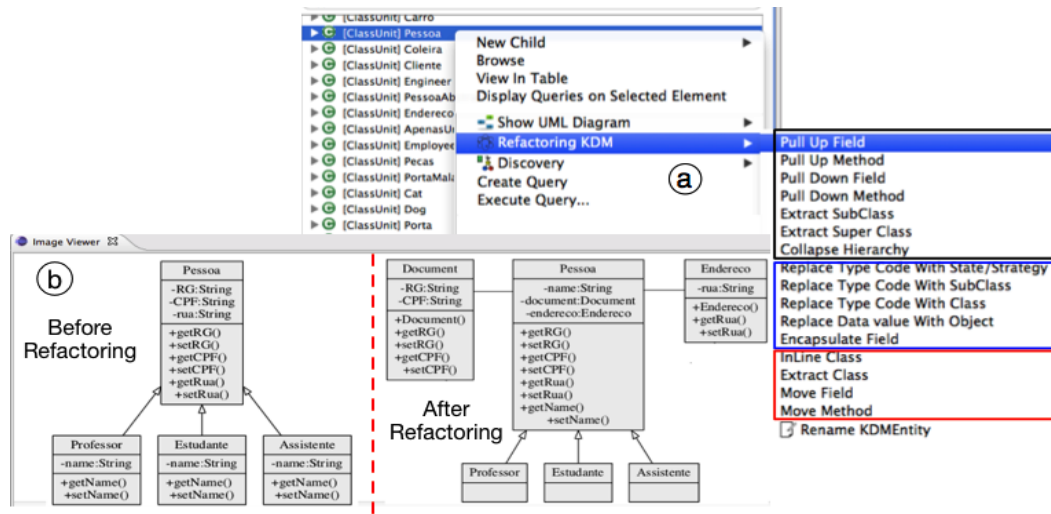 [ClassUnit] Carro
[ClassUnit] Pessoa
[ClassUnit] Coleira
[ClassUnit] Cliente
[ClassUnit] Engineer
[ClassUnit] PessoaAb
[ClassUnit] Endereco
[ClassUnit] ApenasU
[ClassUnit] Employee
[ClassUnit] Pecas
[ClassUnit] PortaMala
[ClassUnit] Cat
[ClassUnit] Dog
[ClassUnit] Porta
New Child
Browse
View In Table
Display Queries on Selected Element
Show UML Diagram
Refactoring KDM
Discovery
Create Query
Execute Query...
a
Pull Up Field
Pull Up Method
Pull Down Field
Pull Down Method
Extract SubClass
Extract Super Class
Collapse Hierarchy
Replace Type Code With State/Strategy
Replace Type Code With SubClass
Replace Type Code With Class
Replace Data value With Object
Encapsulate Field
InLine Class
Extract Class
Move Field
Move Method
Rename KDMEntity
Image Viewer
b
Before
Refactoring
Pessoa
-RG:String
-CPF:String
-rua:String
+getRG()
+setRG()
+getCPF()
+setCPF()
+getRua()
+setRua()
Professor
-name:String
+getName()
+setName()
Estudante
-name:String
+getName()
+setName()
Assistente
-name:String
+getName()
+setName()
After
Refactoring
Document
-RG:String
-CPF:String
+Document()
+getRG()
+setRG()
+getCPF()
+setCPF()
Pessoa
-name:String
-document:Document
-endereco:Endereco
+getRG()
+setRG()
+getCPF()
+setCPF()
+getRua()
+setRua()
+getName()
+setName()
Endereco
-rua:String
+Endereco()
+getRua()
+setRua()
Professor
Estudante
Assistente